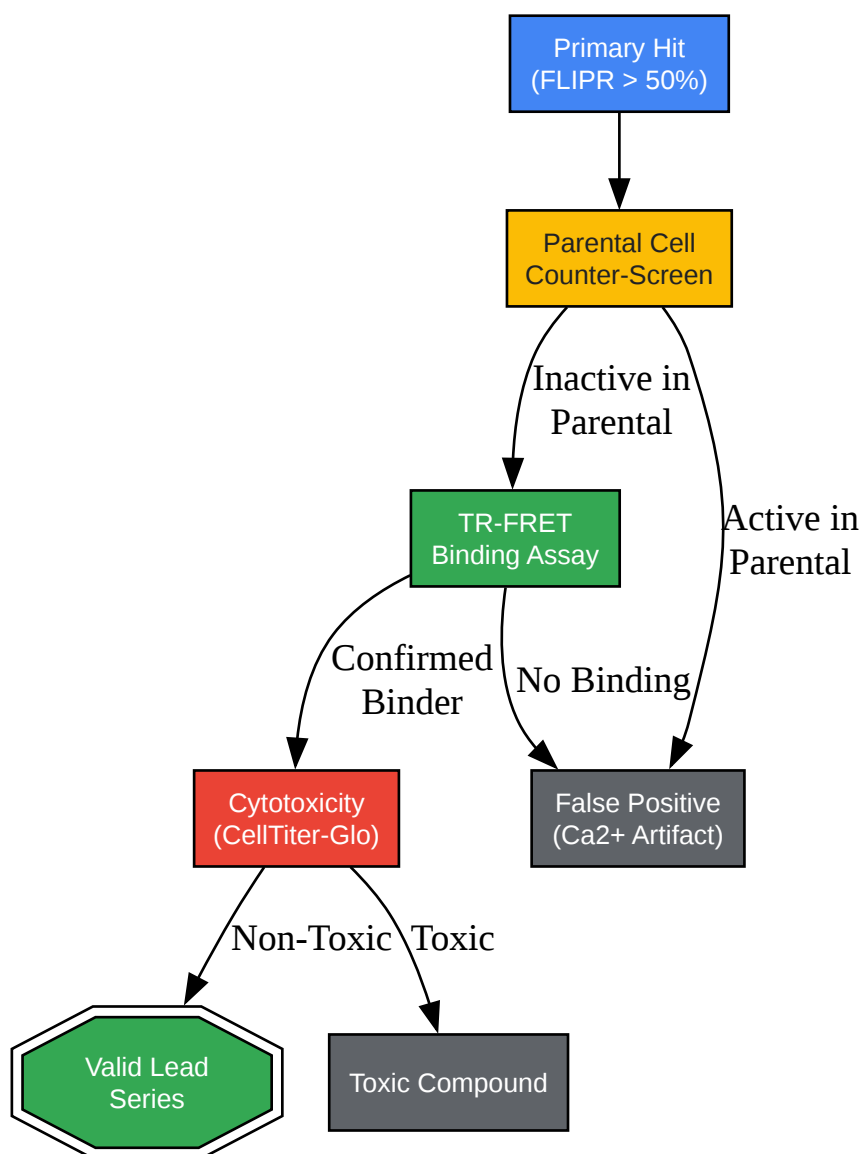 Primary Hit
(FLIPR > 50%)
Parental Cell
Counter-Screen
Inactive in
Parental
Active in
Parental
TR-FRET
Binding Assay
Confirmed
Binder
No Binding
Cytotoxicity
(CellTiter-Glo)
False Positive
(Ca2+ Artifact)
Non-Toxic
Toxic
Valid Lead
Series
Toxic Compound